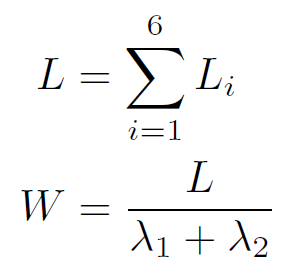 L = \sum_{i=1}^{6} L_i
W = \frac{L}{\lambda_1 + \lambda_2}